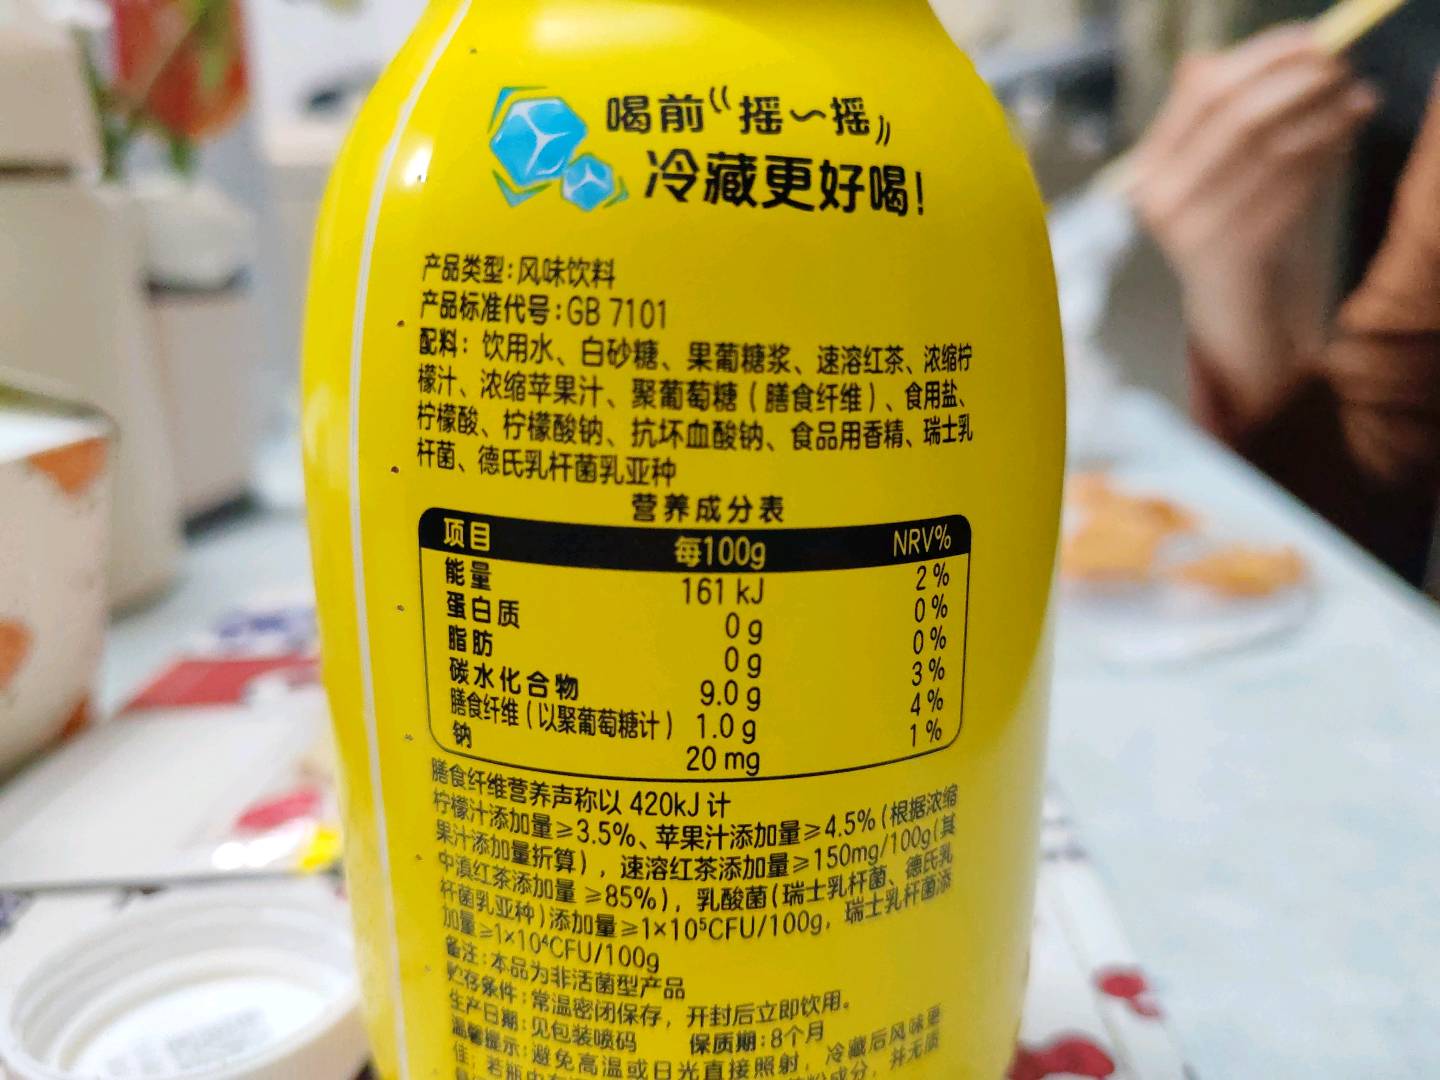 喝前“摇~摇”
冷藏更好喝!
产品类型:风味饮料
产品标准代号:GB 7101
配料: 饮用水、白砂糖、果葡糖浆、速溶红茶、浓缩柠
檬汁、浓缩苹果汁、聚葡萄糖(膳食纤维)、食用盐、
柠檬酸、柠檬酸钠、抗坏血酸钠、食品用香精、瑞士乳
杆菌、德氏乳杆菌乳亚种
营养成分表
项目 每100g NRV%
能量 161 kJ 2%
蛋白质 0 g 0%
脂肪 0 g 0%
碳水化合物 9.0 g 3%
膳食纤维(以聚葡萄糖计) 1.0 g 4%
钠 20 mg 1%
膳食纤维营养声称以 420kJ 计
柠檬汁添加量≥3.5%、苹果汁添加量≥4.5%(根据浓缩
果汁添加量折算), 速溶红茶添加量≥150mg/100g(其
中滇红茶添加量 ≥85%), 乳酸菌(瑞士乳杆菌、德氏乳
杆菌乳亚种)添加量≥1×10⁵CFU/100g, 瑞士乳杆菌添
加量≥1×10⁴CFU/100g
备注:本品为非活菌型产品
贮存条件:常温密闭保存, 开封后立即饮用。
生产日期:见包装喷码 保质期:8个月
温馨提示:避免高温或日光直接照射, 冷藏后风味更
佳; 若瓶中有 成分, 并无质